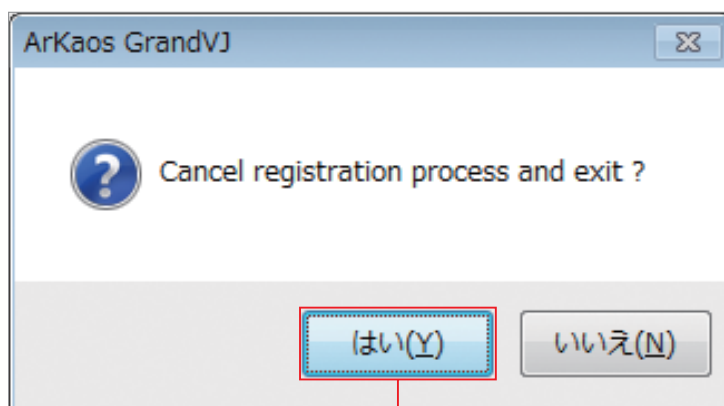 ArKaos GrandVJ
Cancel registration process and exit ?
はい(Y)
いいえ(N)